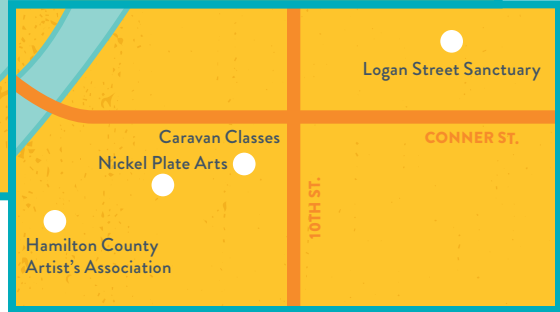 Logan Street Sanctuary
CONNER ST.
Caravan Classes
Nickel Plate Arts
10TH ST.
Hamilton County
Artist's Association